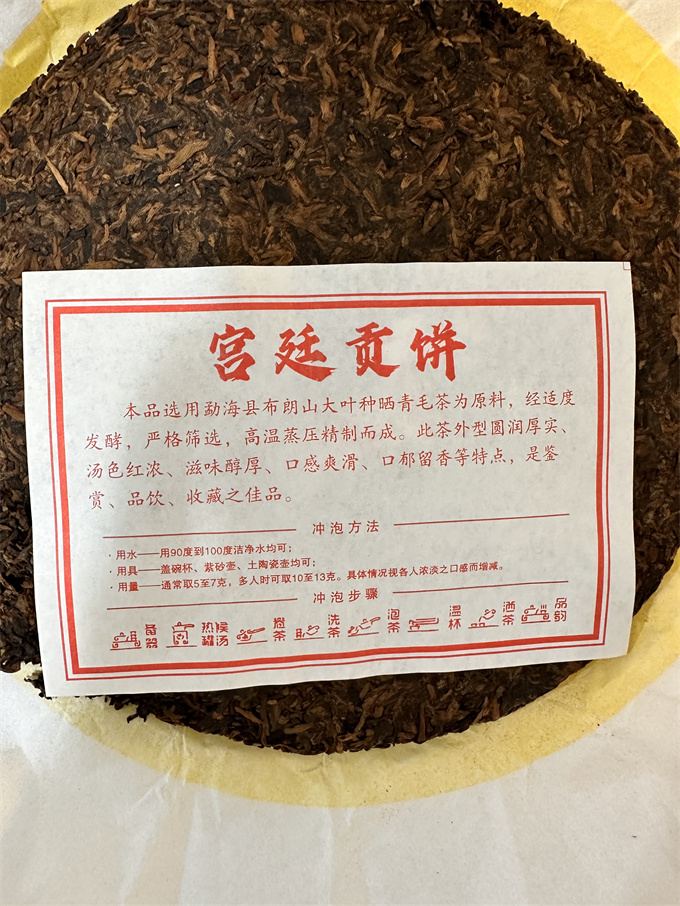 宫廷贡饼
本品选用勐海县布朗山大叶种晒青毛茶为原料，经适度
发酵，严格筛选，高温蒸压精制而成。此茶外型圆润厚实、
汤色红浓、滋味醇厚、口感爽滑、口郁留香等特点，是鉴
赏、品饮、收藏之佳品。
冲泡方法
·用水——用90度到100度洁净水均可；
·用具——盖碗杯、紫砂壶、土陶瓷壶均可；
·用量——通常取5至7克，多人时可取10至13克。具体情况视各人浓淡之口感而增减。
冲泡步骤
备器 热罐 候汤 投茶 洗茶 泡茶 温杯 洒茶 品韵